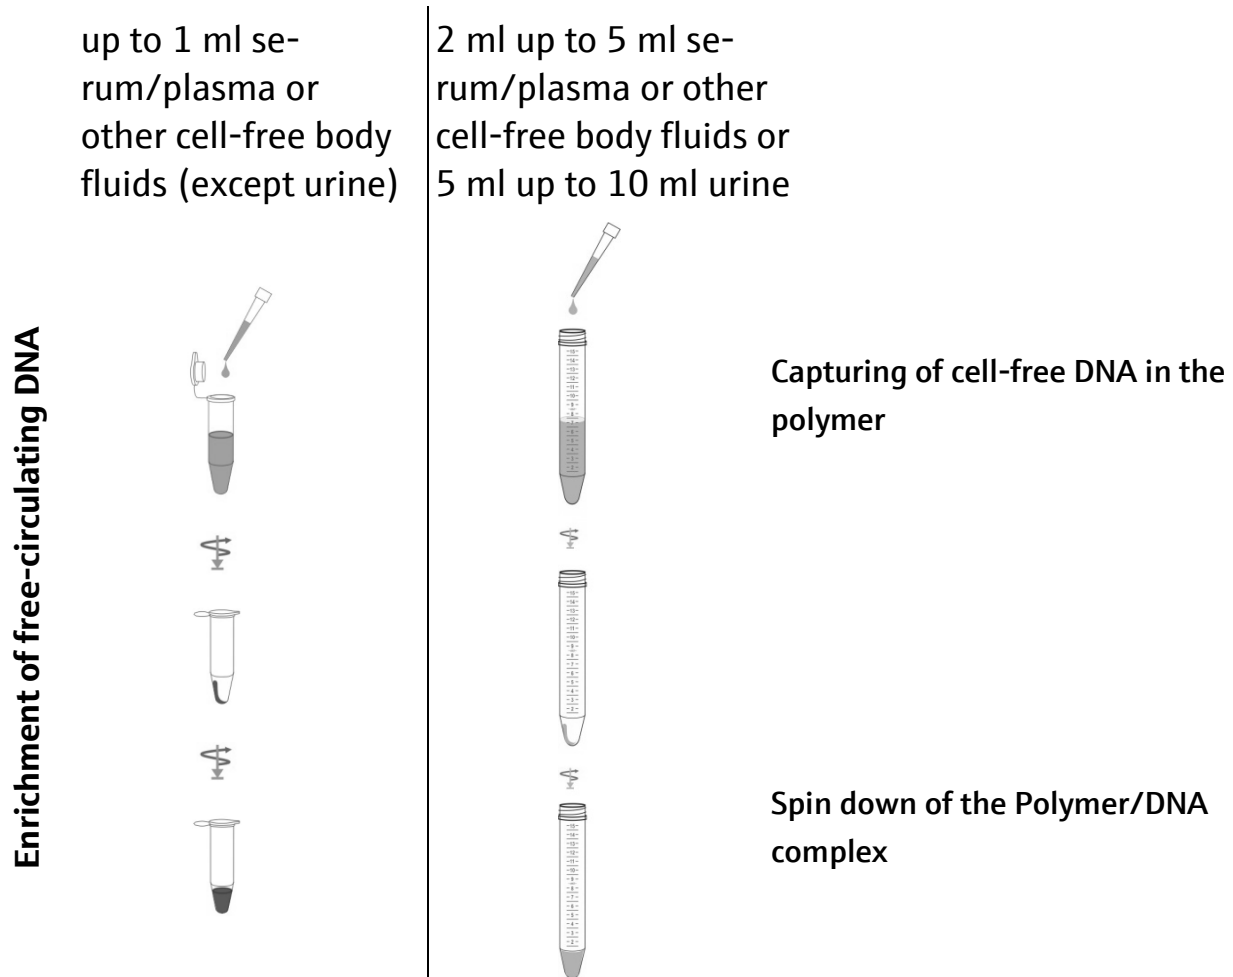 up to 1 ml se-
rum/plasma or
other cell-free body
fluids (except urine)
2 ml up to 5 ml se-
rum/plasma or other
cell-free body fluids or
5 ml up to 10 ml urine
Enrichment of free-circulating DNA
Capturing of cell-free DNA in the
polymer
Spin down of the Polymer/DNA
complex